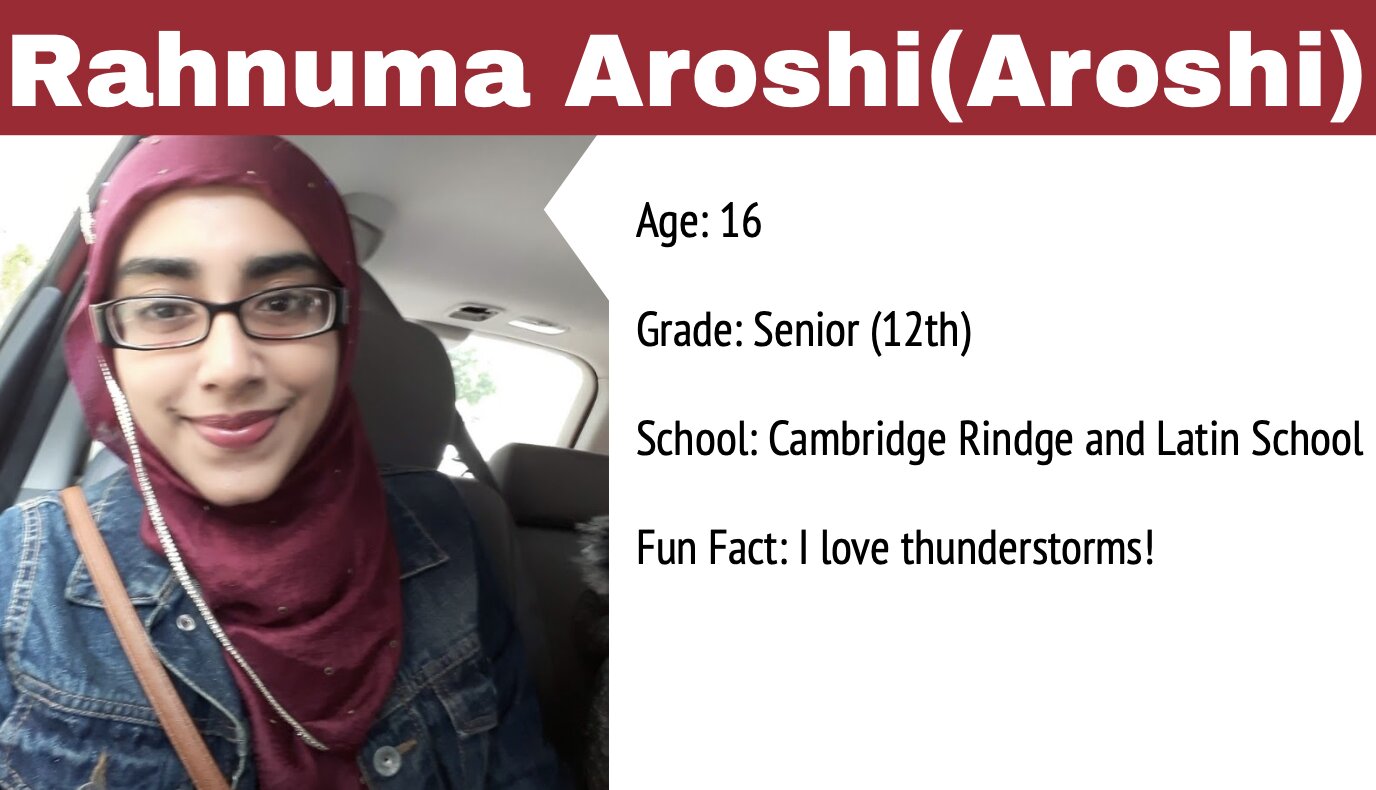 Rahnuma Aroshi(Aroshi)
Age: 16
Grade: Senior (12th)
School: Cambridge Rindge and Latin School
Fun Fact: I love thunderstorms!